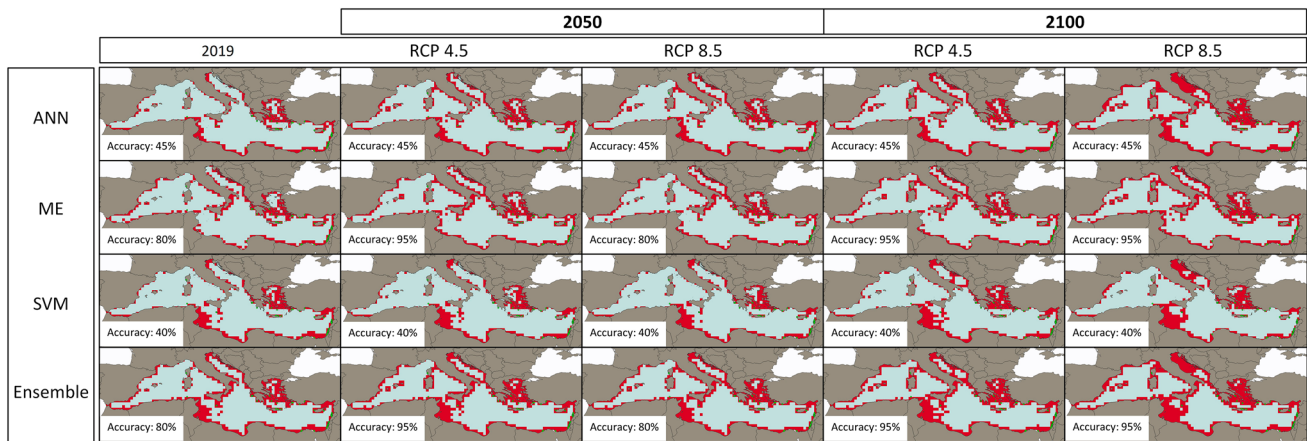 2050 2100
2019 RCP 4.5 RCP 8.5 RCP 4.5 RCP 8.5
ANN
Accuracy: 45% Accuracy: 45% Accuracy: 45% Accuracy: 45% Accuracy: 45%
ME
Accuracy: 80% Accuracy: 95% Accuracy: 80% Accuracy: 95% Accuracy: 95%
SVM
Accuracy: 40% Accuracy: 40% Accuracy: 40% Accuracy: 40% Accuracy: 40%
Ensemble
Accuracy: 80% Accuracy: 95% Accuracy: 80% Accuracy: 95% Accuracy: 95%